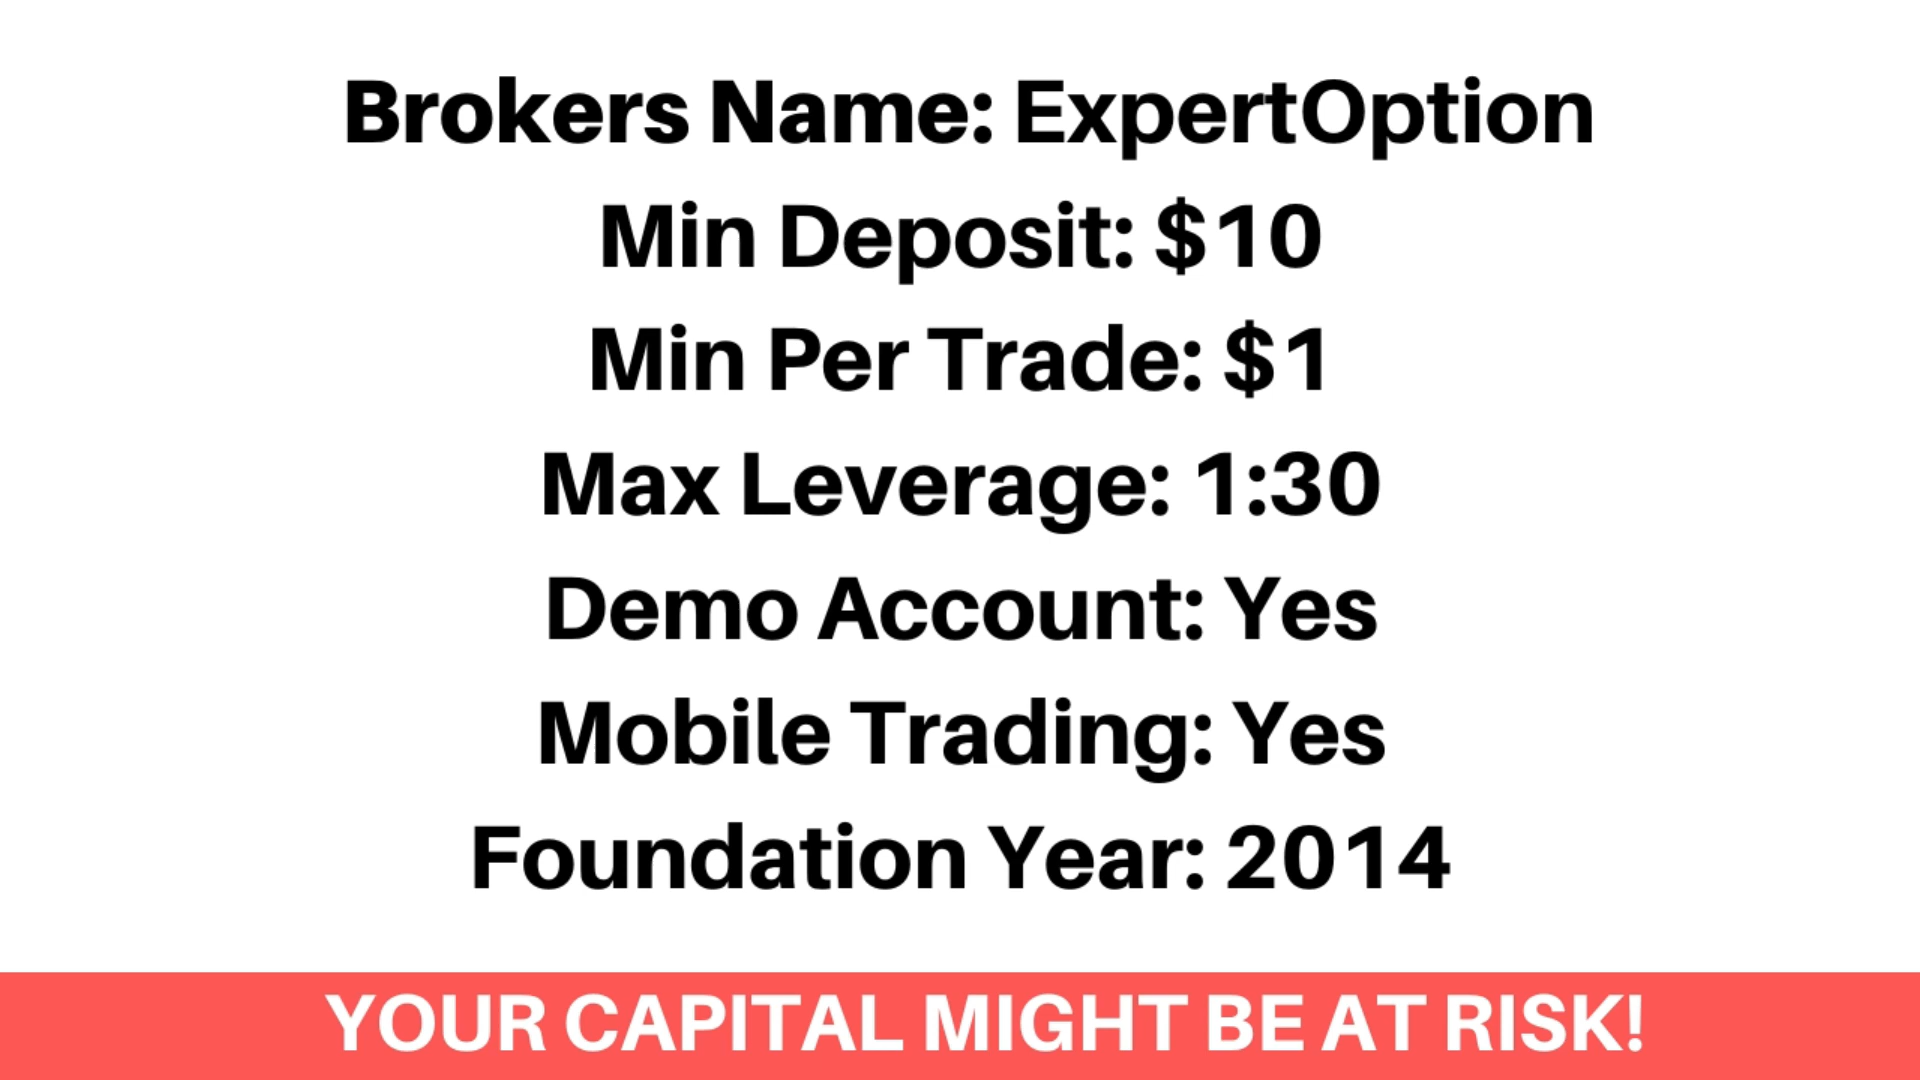 Brokers Name: ExpertOption
Min Deposit: $10
Min Per Trade: $1
Max Leverage: 1:30
Demo Account: Yes
Mobile Trading: Yes
Foundation Year: 2014
YOUR CAPITAL MIGHT BE AT RISK!